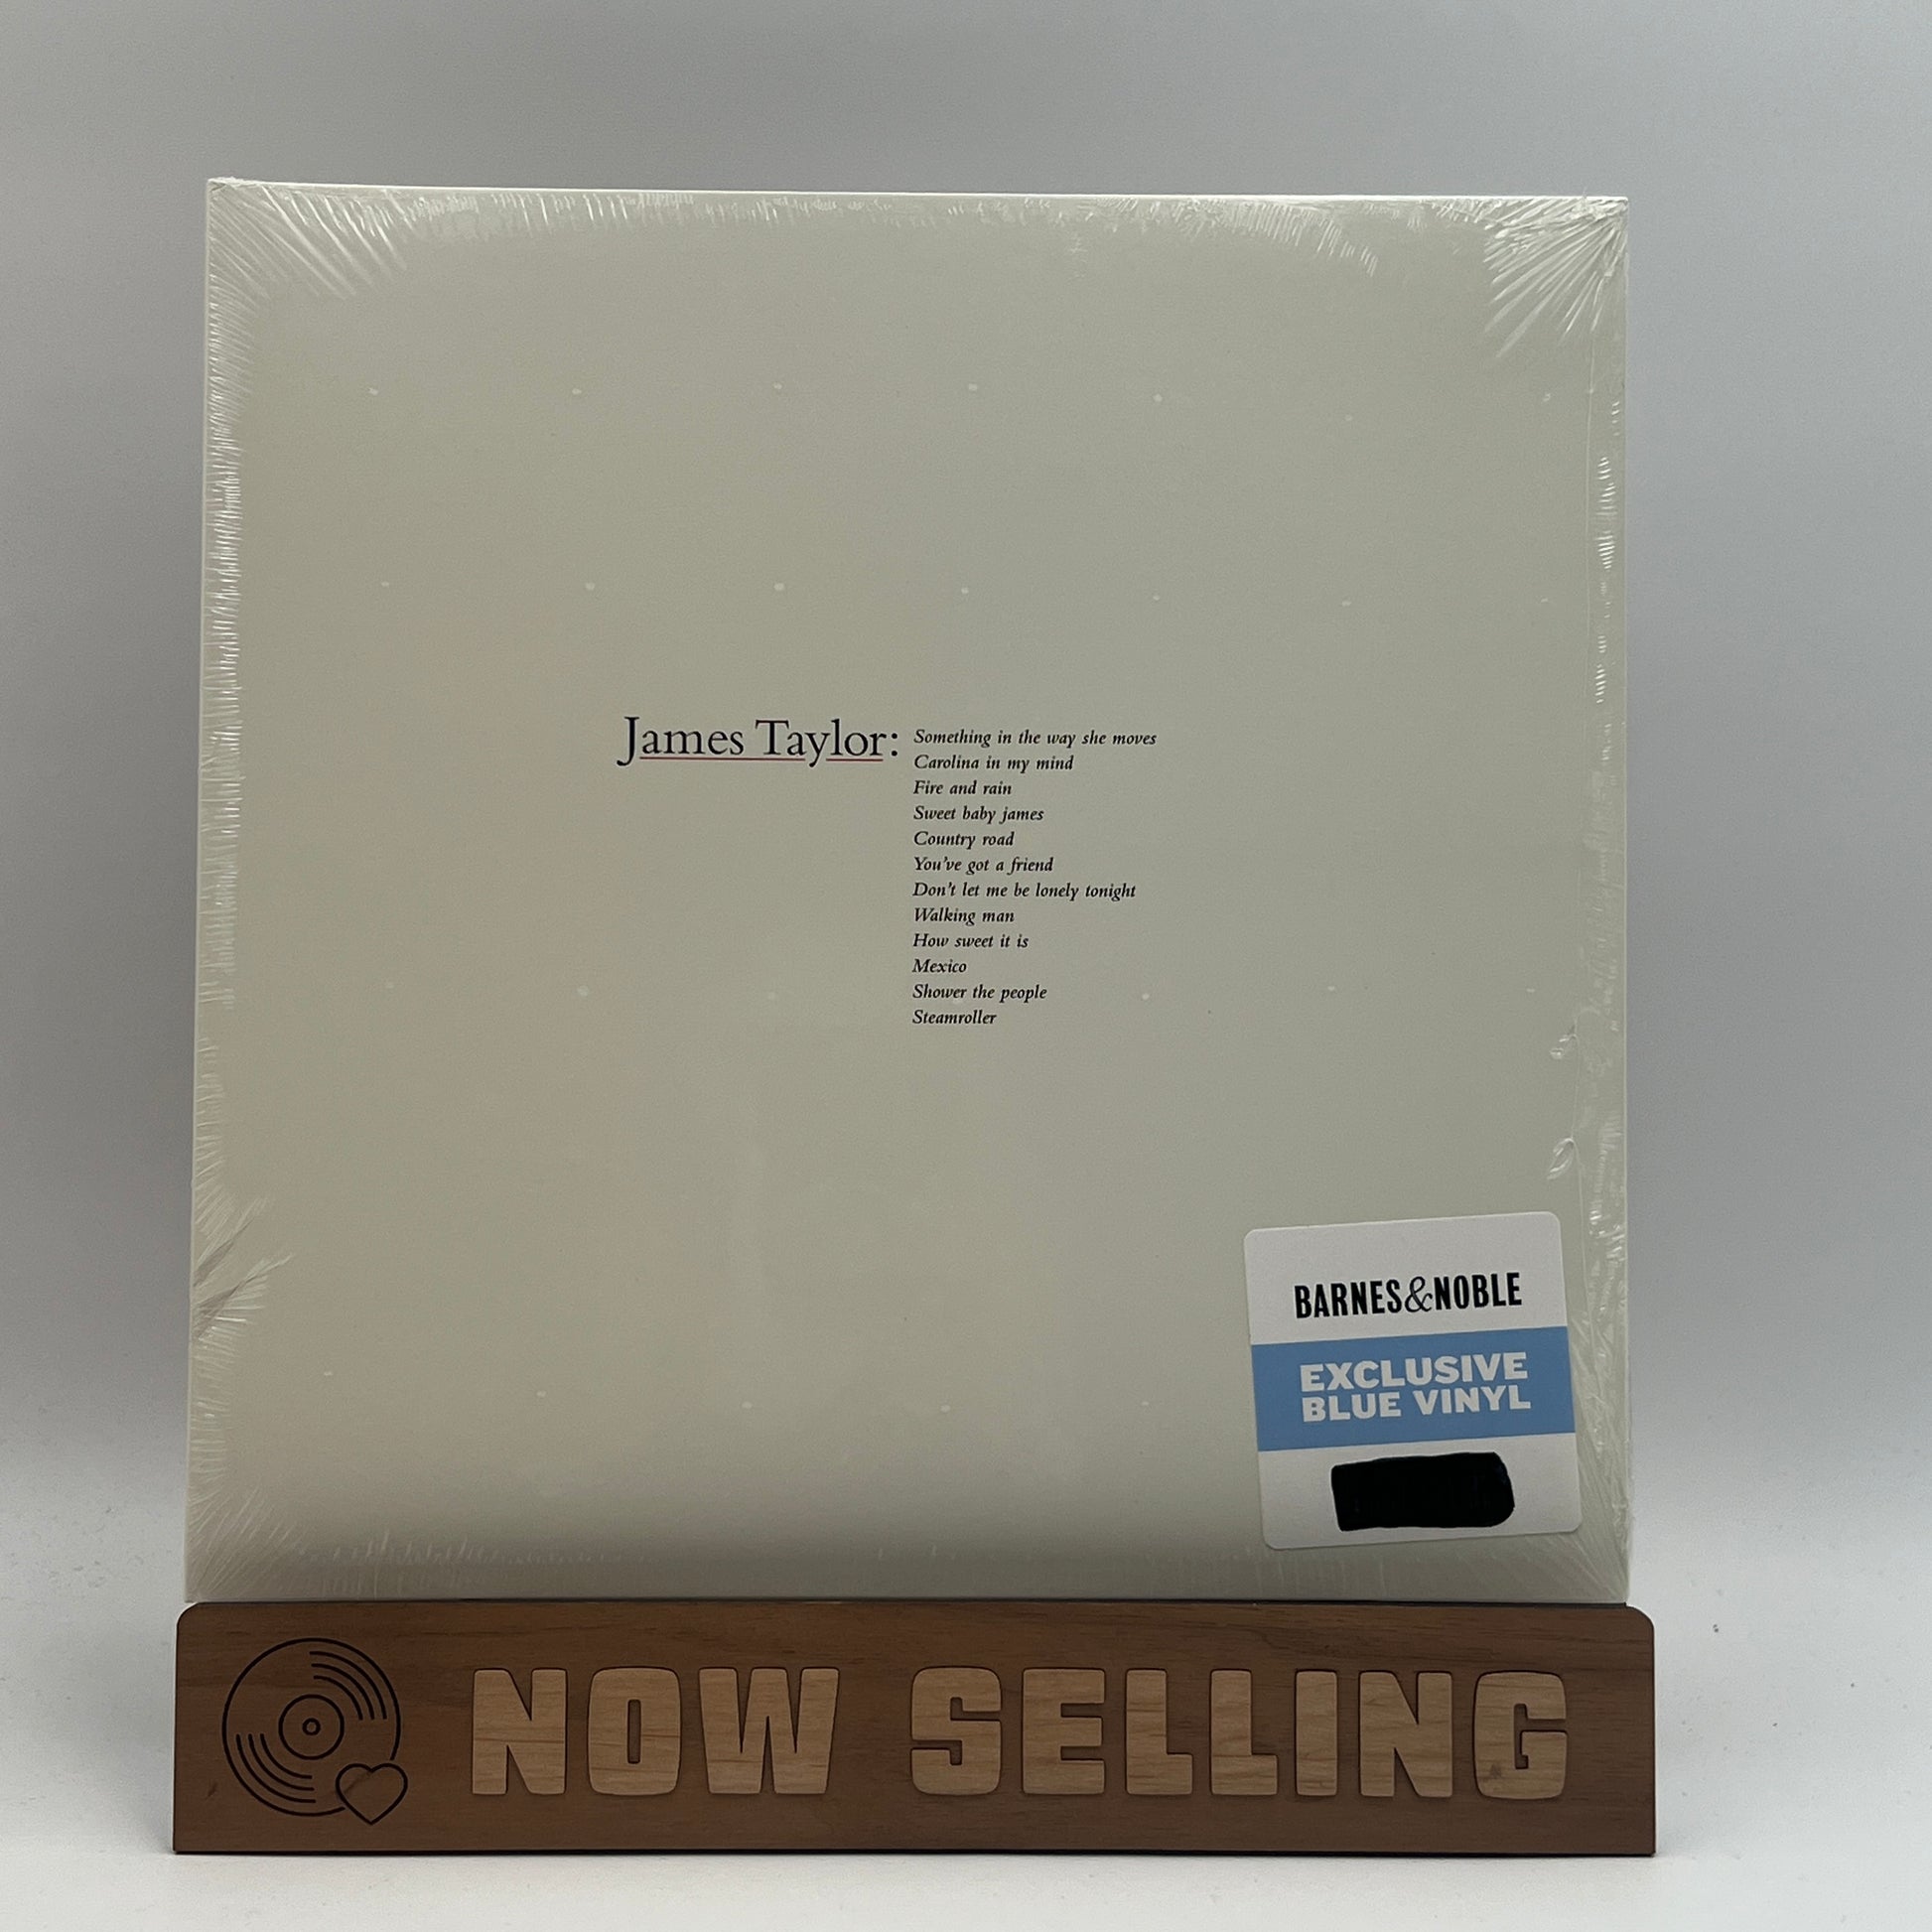 James Taylor: Something in the way she moves
Carolina in my mind
Fire and rain
Sweet baby james
Country road
You've got a friend
Don't let me be lonely tonight
Walking man
How sweet it is
Mexico
Shower the people
Steamroller
BARNES&NOBLE
EXCLUSIVE
BLUE VINYL
NOW SELLING